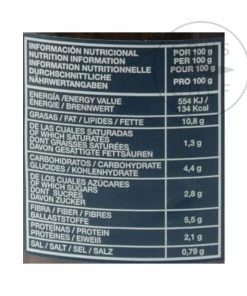 INFORMACIÓN NUTRICIONAL
NUTRITION INFORMATION
INFORMATION NUTRITIONNELLE
DURCHSCHNITTLICHE
NÄHRWERTANGABEN
POR 100 g
PER 100 g
POUR 100 g
PRO 100 g
ENERGÍA/ENERGY VALUE
ÉNERGIE / BRENNWERT
554 KJ /
134 Kcal
GRASAS / FAT / LIPIDES / FETTE
10,8 g
DE LAS CUALES SATURADAS
OF WHICH SATURATES
DONT GRAISSES SATURÉES
DAVON GESÄTTIGTE FETTSÄUREN
1,3 g
CARBOHIDRATOS / CARBOHYDRATE
GLUCIDES / KOHLENHYDRATE
4,4 g
DE LOS CUALES AZÚCARES
OF WHICH SUGARS
DONT SUCRES
DAVON ZUCKER
2,8 g
FIBRA / FIBER / FIBRES
BALLASTSTOFFE
5,5 g
PROTEÍNAS / PROTEIN
PROTÉINES / EIWEIß
2,1 g
SAL / SALT / SEL / SALZ
0,79 g